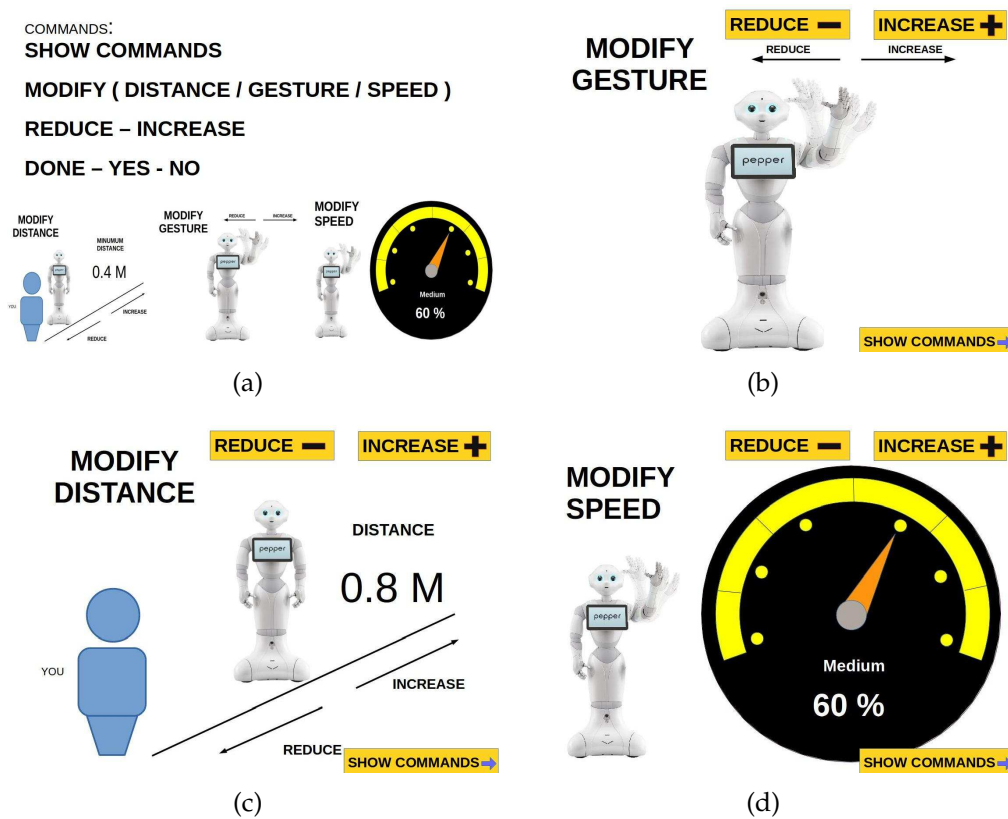 COMMANDS:
SHOW COMMANDS
MODIFY ( DISTANCE / GESTURE / SPEED )
REDUCE – INCREASE
DONE – YES - NO
MODIFY
DISTANCE
MINIMUM
DISTANCE
0.4 M
pepper
YOU
INCREASE
REDUCE
MODIFY
GESTURE
REDUCE
INCREASE
pepper
MODIFY
SPEED
pepper
Medium
60 %
(a)
REDUCE
INCREASE
MODIFY
GESTURE
REDUCE
INCREASE
pepper
SHOW COMMANDS
(b)
REDUCE
INCREASE
MODIFY
DISTANCE
pepper
DISTANCE
0.8 M
YOU
INCREASE
REDUCE
SHOW COMMANDS
(c)
REDUCE
INCREASE
MODIFY
SPEED
pepper
Medium
60 %
SHOW COMMANDS
(d)